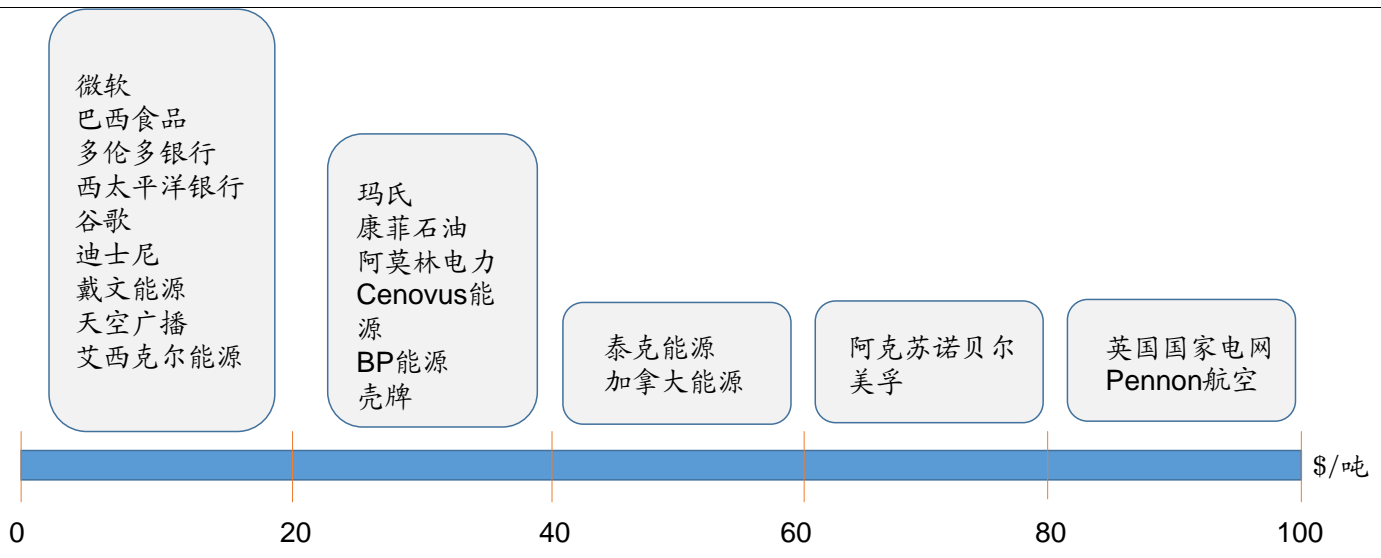 微软
巴西食品
多伦多银行
西太平洋银行
谷歌
迪士尼
戴文能源
天空广播
艾西克尔能源
玛氏
康菲石油
阿莫林电力
Cenovus能
源
BP能源
壳牌
泰克能源
加拿大能源
阿克苏诺贝尔
美孚
英国国家电网
Pennon航空
$/吨
0
20
40
60
80
100